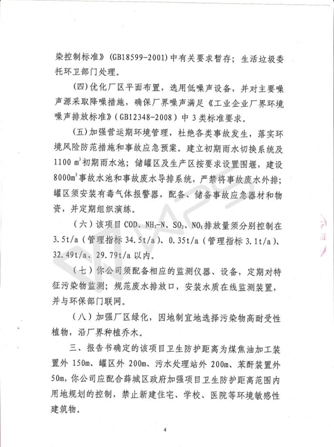 染控制标准》(GB18599-2001)中有关要求暂存；生活垃圾委
托环卫部门处理。
（四）优化厂区平面布置，选用低噪声设备，并对主要噪
声源采取降噪措施，确保厂界噪声满足《工业企业厂界环境
噪声排放标准》(GB12348-2008）中3类标准要求。
（五）加强营运期环境管理，杜绝各类事故发生，落实环
境风险防范措施和事故应急预案。建立初期雨水切换系统及
1100 m³初期雨水池；储罐区及生产区按要求设置围堰，建设
8000m³事故水池和事故废水导排系统，严禁将事故废水外排；
罐区须安装有毒气体报警器，配备、储备事故应急器材和物
资，并定期组织演练。
（六）该项目COD、NH₃-N、SO₂、NOₓ排放量须分别控制在
3.5t/a（管理指标34.5t/a）、0.35t/a（管理指标3.1t/a）、
32.49t/a、29.79t/a以内。
（七）你公司须配备相应的监测仪器、设备，定期对特
征污染物监测；规范废水排放口，安装水质在线监测装置，
并与环保部门联网。
（八）加强厂区绿化，因地制宜地选择污染物高耐受性
植物，沿厂界种植乔木。
三、报告书确定的该项目卫生防护距离为煤焦油加工装
置外150m、罐区外200m、污水处理站外200m、苯酐装置外
50m，你公司应配合薛城区政府加强项目卫生防护距离范围内
用地规划的控制，禁止新建住宅、学校、医院等环境敏感性
建筑物。
4